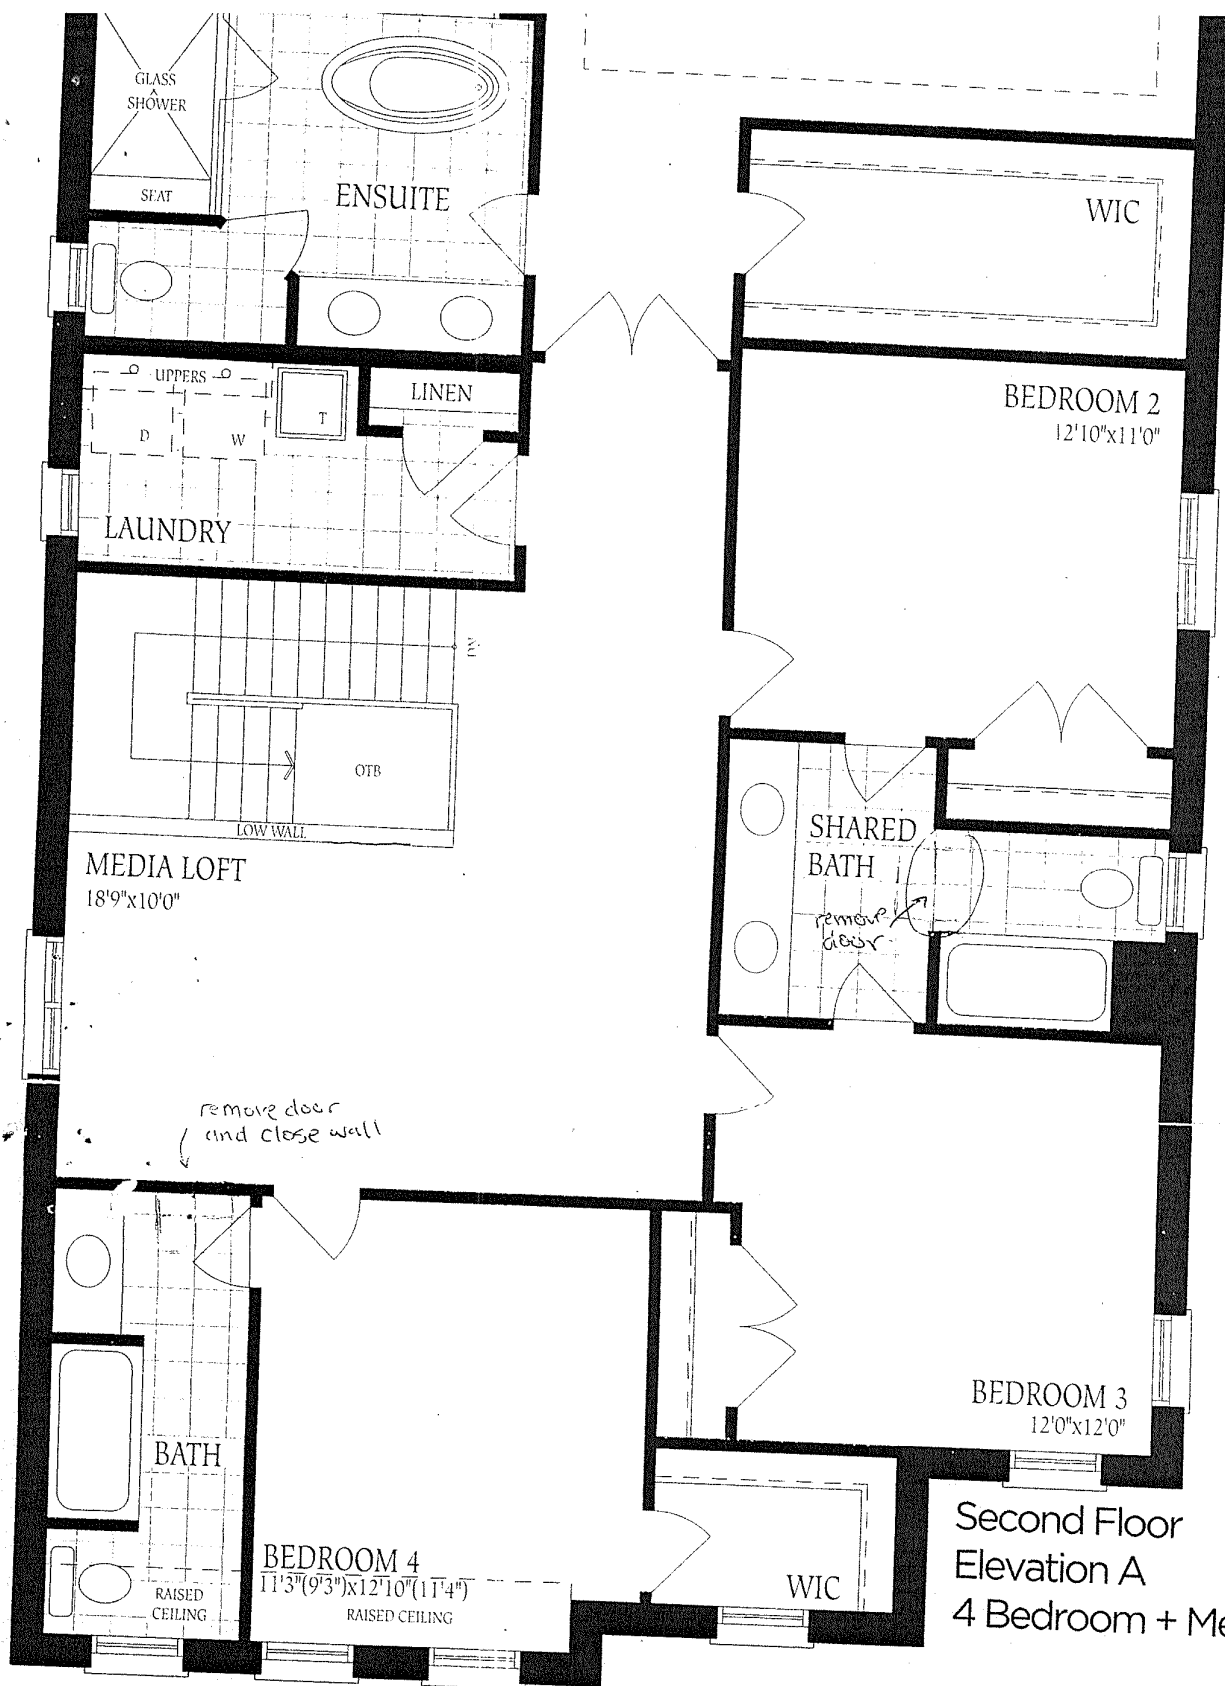 GLASS
SHOWER
SEAT
ENSUITE
WIC
UPPERS
LINEN
D
W
T
BEDROOM 2
12'10"x11'0"
LAUNDRY
OTB
LOW WALL
MEDIA LOFT
18'9"x10'0"
SHARED
BATH
remove
door
remove door
and close wall
BEDROOM 3
12'0"x12'0"
BATH
BEDROOM 4
11'3"(9'3")x12'10"(11'4")
RAISED CEILING
RAISED
CEILING
WIC
Second Floor
Elevation A
4 Bedroom + Me